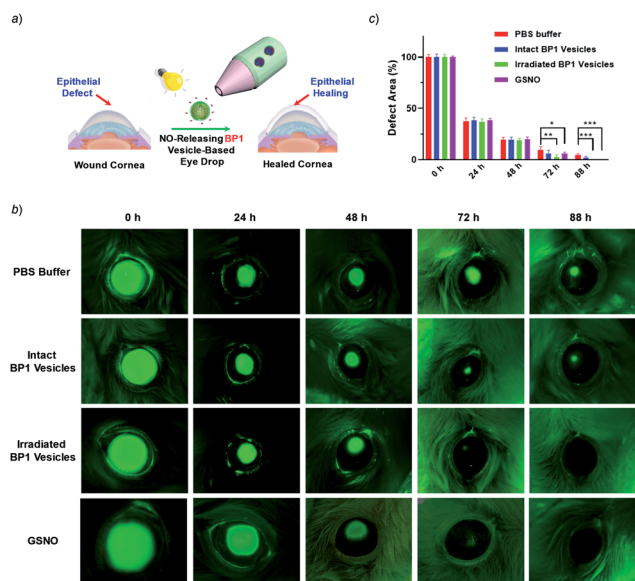 a)
Epithelial
Defect
Epithelial
Healing
NO-Releasing BP1
Vesicle-Based
Eye Drop
Wound Cornea
Healed Cornea
c)
Defect Area (%)
100
50
0
PBS buffer
Intact BP1 Vesicles
Irradiated BP1 Vesicles
GSNO
*
**
***
***
0 h
24 h
48 h
72 h
88 h
b)
0 h 24 h 48 h 72 h 88 h
PBS Buffer
Intact
BP1 Vesicles
Irradiated
BP1 Vesicles
GSNO